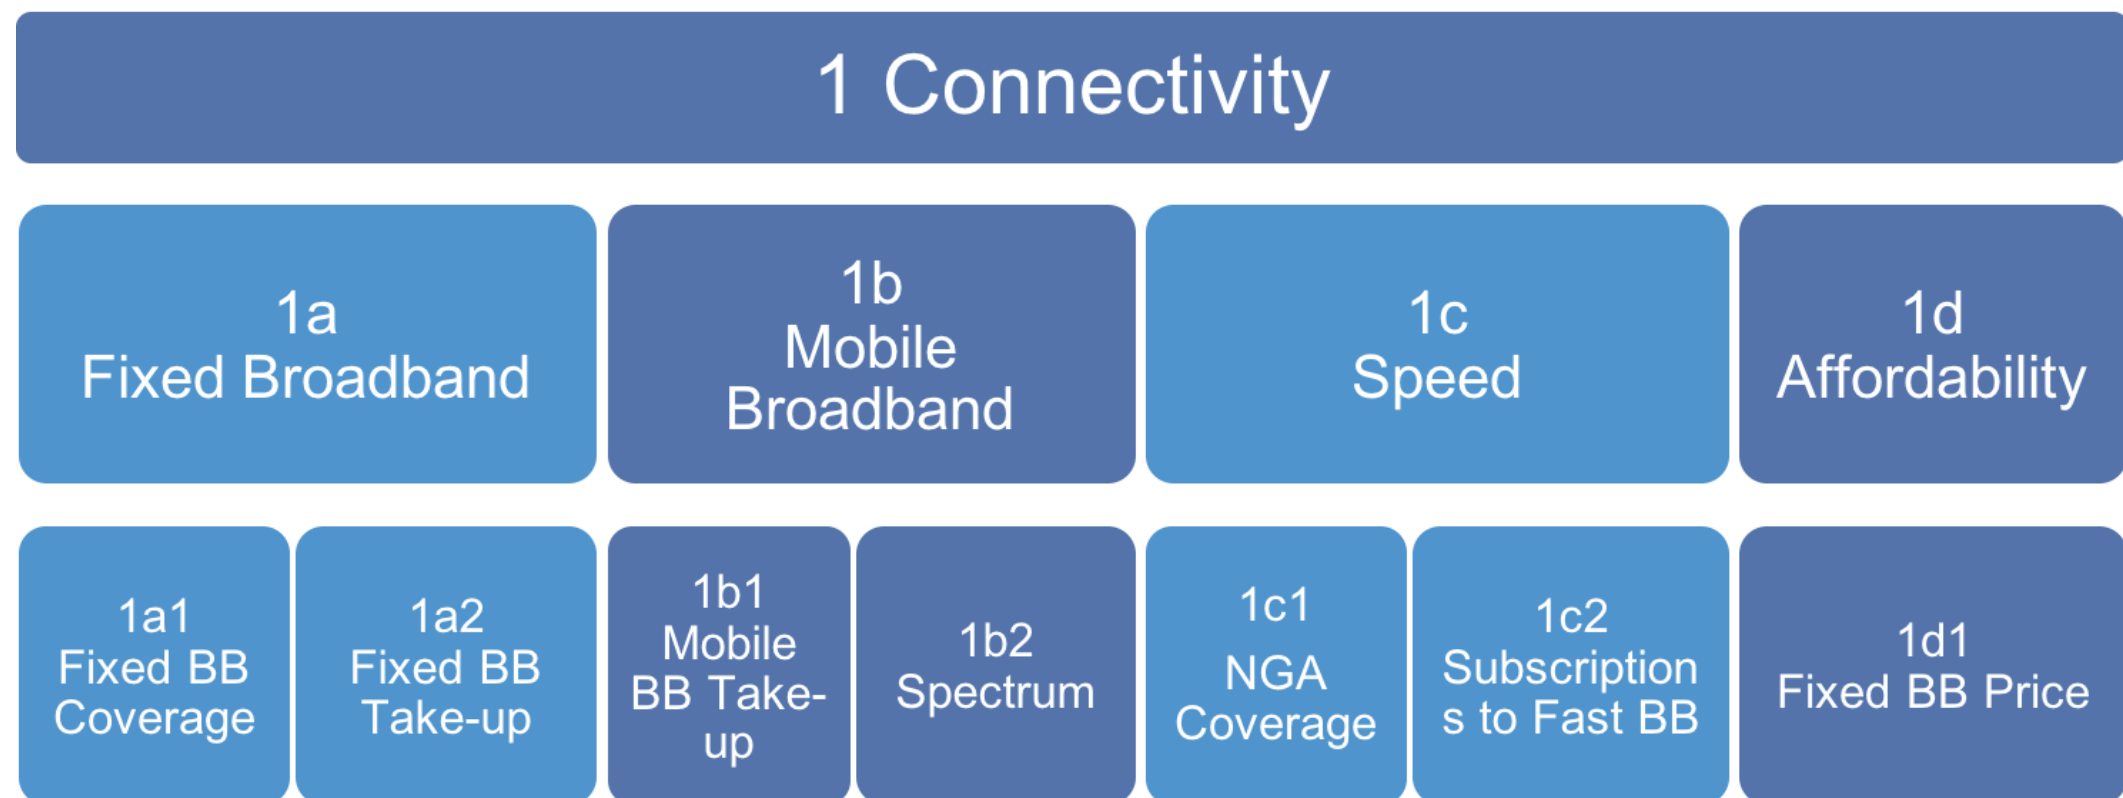 1 Connectivity
1a
Fixed Broadband
1b
Mobile
Broadband
1c
Speed
1d
Affordability
1a1
Fixed BB
Coverage
1a2
Fixed BB
Take-up
1b1
Mobile
BB Take-
up
1b2
Spectrum
1c1
NGA
Coverage
1c2
Subscription
s to Fast BB
1d1
Fixed BB Price